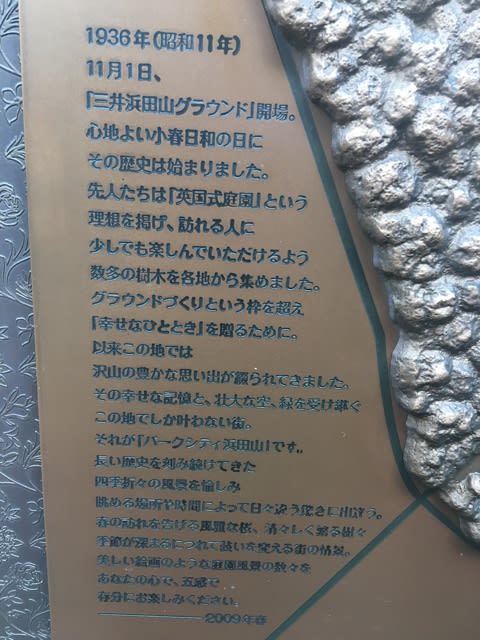 1936年(昭和11年)
11月1日、
「三井浜田山グラウンド」開場。
心地よい小春日和の日に
その歴史は始まりました。
先人たちは『英国式庭園』という
理想を掲げ、訪れる人に
少しでも楽しんでいただけるよう
数多の樹木を各地から集めました。
グラウンドづくりという枠を超え
『幸せなひととき』を贈るために。
以来この地では
沢山の豊かな思い出が綴られてきました。
その幸せな記憶と、壮大な空、緑を受け継ぐ
この地でしか叶わない街。
それが「パークシティ浜田山」です。
長い歴史を刻み続けてきた
四季折々の風景を愉しみ
眺める場所や時間によって日々違う驚きに出逢う。
春の訪れを告げる風雅な桜、清々しく繁る樹々
季節が深まるにつれて装いを変える街の情景。
美しい絵画のような庭園風景の数々を
あなたの心で、五感で
存分にお楽しみください。
2009年春